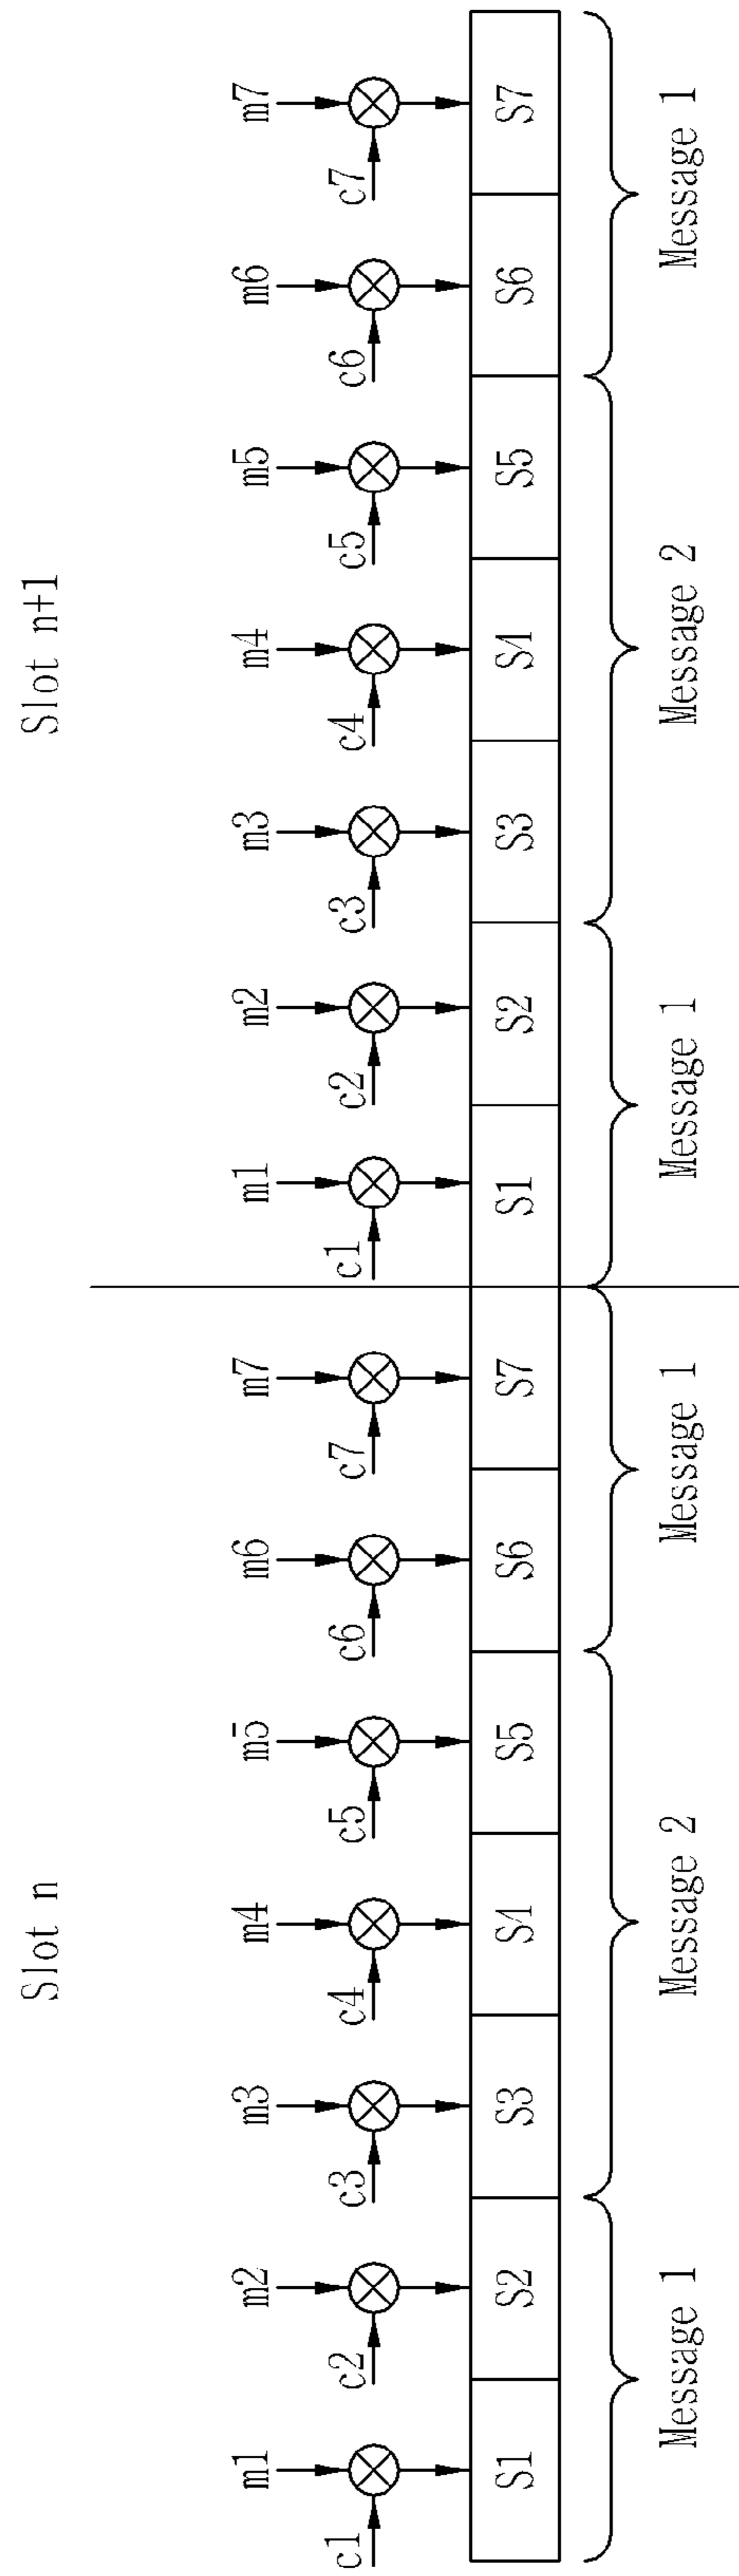 Slot n
Slot n+1
m1 m2 m3 m4 m5 m6 m7 m1 m2 m3 m4 m5 m6 m7
c1 c2 c3 c4 c5 c6 c7 c1 c2 c3 c4 c5 c6 c7
S1 S2 S3 S4 S5 S6 S7 S1 S2 S3 S4 S5 S6 S7
Message 1
Message 2
Message 1
Message 1
Message 2
Message 1